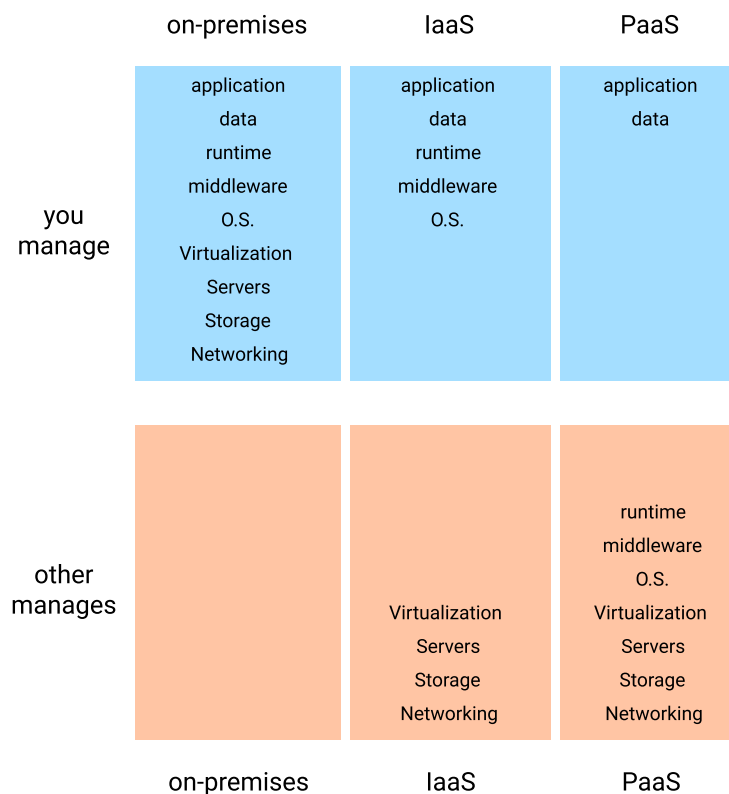 on-premises
IaaS
PaaS
you
manage
application
data
runtime
middleware
O.S.
Virtualization
Servers
Storage
Networking
application
data
runtime
middleware
O.S.
application
data
other
manages
Virtualization
Servers
Storage
Networking
runtime
middleware
O.S.
Virtualization
Servers
Storage
Networking
on-premises
IaaS
PaaS